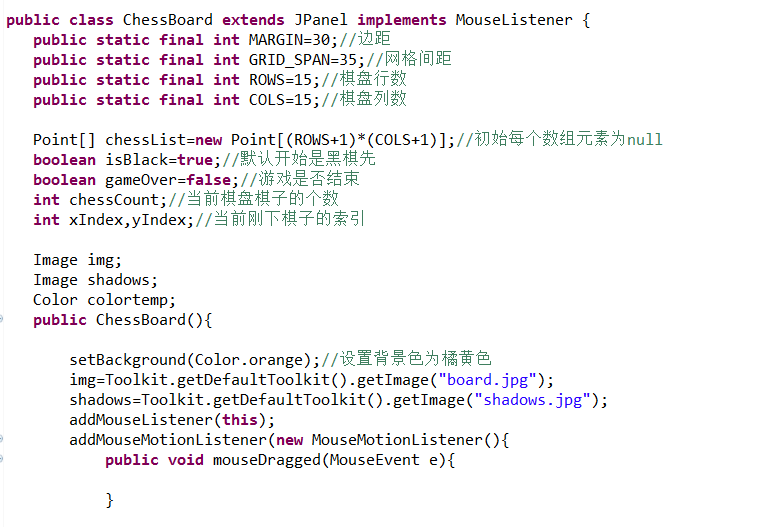 public class ChessBoard extends JPanel implements MouseListener {
public static final int MARGIN=30;//边距
public static final int GRID_SPAN=35;//网格间距
public static final int ROWS=15;//棋盘行数
public static final int COLS=15;//棋盘列数
Point[] chessList=new Point[(ROWS+1)*(COLS+1)];//初始每个数组元素为null
boolean isBlack=true;//默认开始是黑棋先
boolean gameOver=false;//游戏是否结束
int chessCount;//当前棋盘棋子的个数
int xIndex,yIndex;//当前刚下棋子的索引
Image img;
Image shadows;
Color colortemp;
public ChessBoard(){
setBackground(Color.orange);//设置背景色为橘黄色
img=Toolkit.getDefaultToolkit().getImage("board.jpg");
shadows=Toolkit.getDefaultToolkit().getImage("shadows.jpg");
addMouseListener(this);
addMouseMotionListener(new MouseMotionListener(){
public void mouseDragged(MouseEvent e){
}